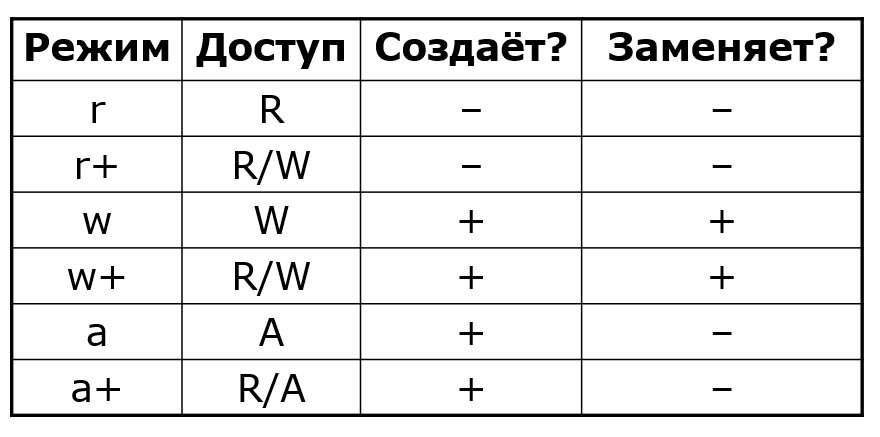 Режим Доступ Создаёт? Заменяет?
r R – –
r+ R/W – –
w W + +
w+ R/W + +
a A + –
a+ R/A + –